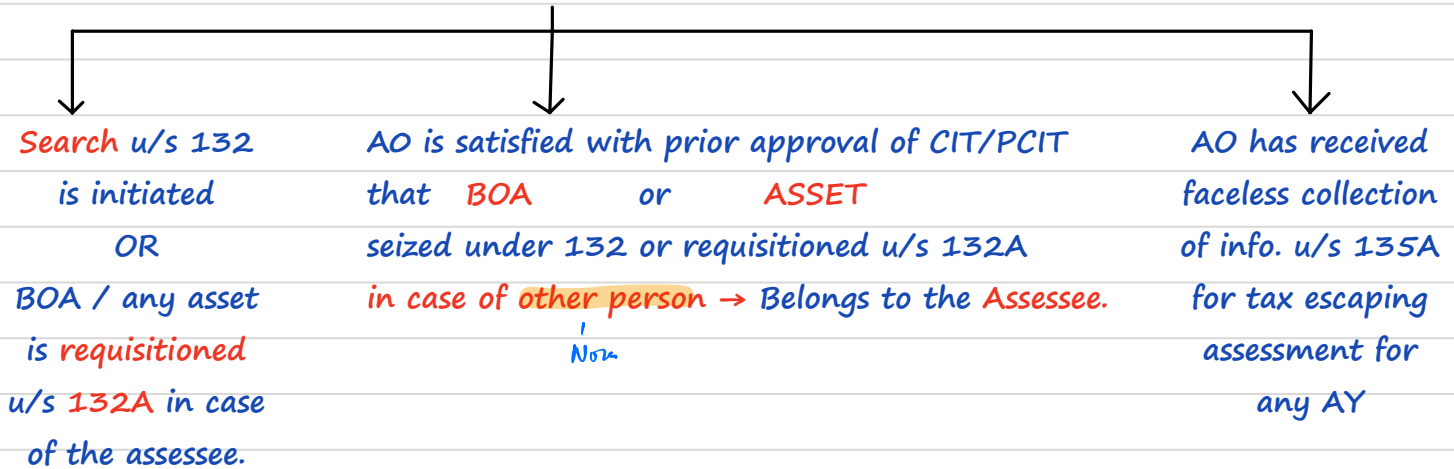 Search u/s 132
is initiated
OR
BOA / any asset
is requisitioned
u/s 132A in case
of the assessee.
AO is satisfied with prior approval of CIT/PCIT
that BOA or ASSET
seized under 132 or requisitioned u/s 132A
in case of other person → Belongs to the Assessee.
AO has received
faceless collection
of info. u/s 135A
for tax escaping
assessment for
any AY